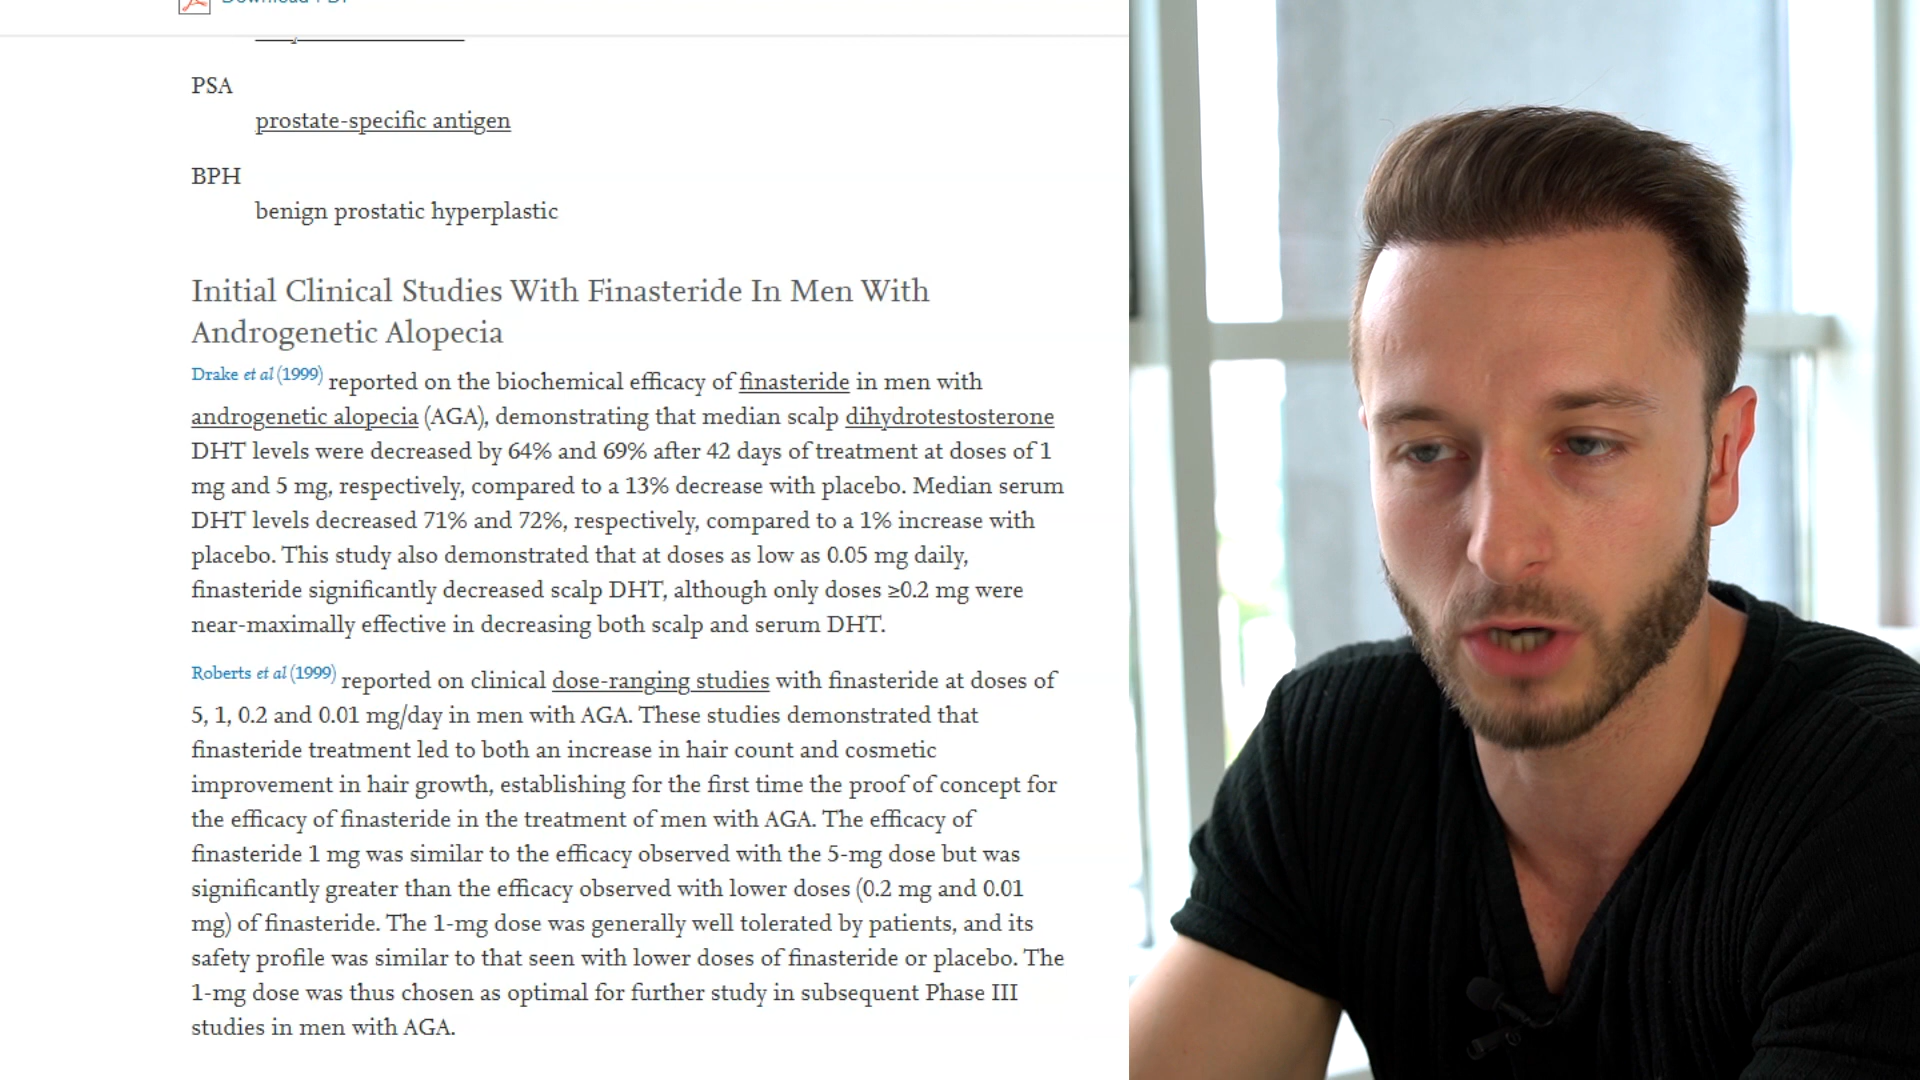 PSA
prostate-specific antigen
BPH
benign prostatic hyperplastic
Initial Clinical Studies With Finasteride In Men With
Androgenetic Alopecia
Drake et al (1999) reported on the biochemical efficacy of finasteride in men with
androgenetic alopecia (AGA), demonstrating that median scalp dihydrotestosterone
DHT levels were decreased by 64% and 69% after 42 days of treatment at doses of 1
mg and 5 mg, respectively, compared to a 13% decrease with placebo. Median serum
DHT levels decreased 71% and 72%, respectively, compared to a 1% increase with
placebo. This study also demonstrated that at doses as low as 0.05 mg daily,
finasteride significantly decreased scalp DHT, although only doses ≥0.2 mg were
near-maximally effective in decreasing both scalp and serum DHT.
Roberts et al (1999) reported on clinical dose-ranging studies with finasteride at doses of
5, 1, 0.2 and 0.01 mg/day in men with AGA. These studies demonstrated that
finasteride treatment led to both an increase in hair count and cosmetic
improvement in hair growth, establishing for the first time the proof of concept for
the efficacy of finasteride in the treatment of men with AGA. The efficacy of
finasteride 1 mg was similar to the efficacy observed with the 5-mg dose but was
significantly greater than the efficacy observed with lower doses (0.2 mg and 0.01
mg) of finasteride. The 1-mg dose was generally well tolerated by patients, and its
safety profile was similar to that seen with lower doses of finasteride or placebo. The
1-mg dose was thus chosen as optimal for further study in subsequent Phase III
studies in men with AGA.